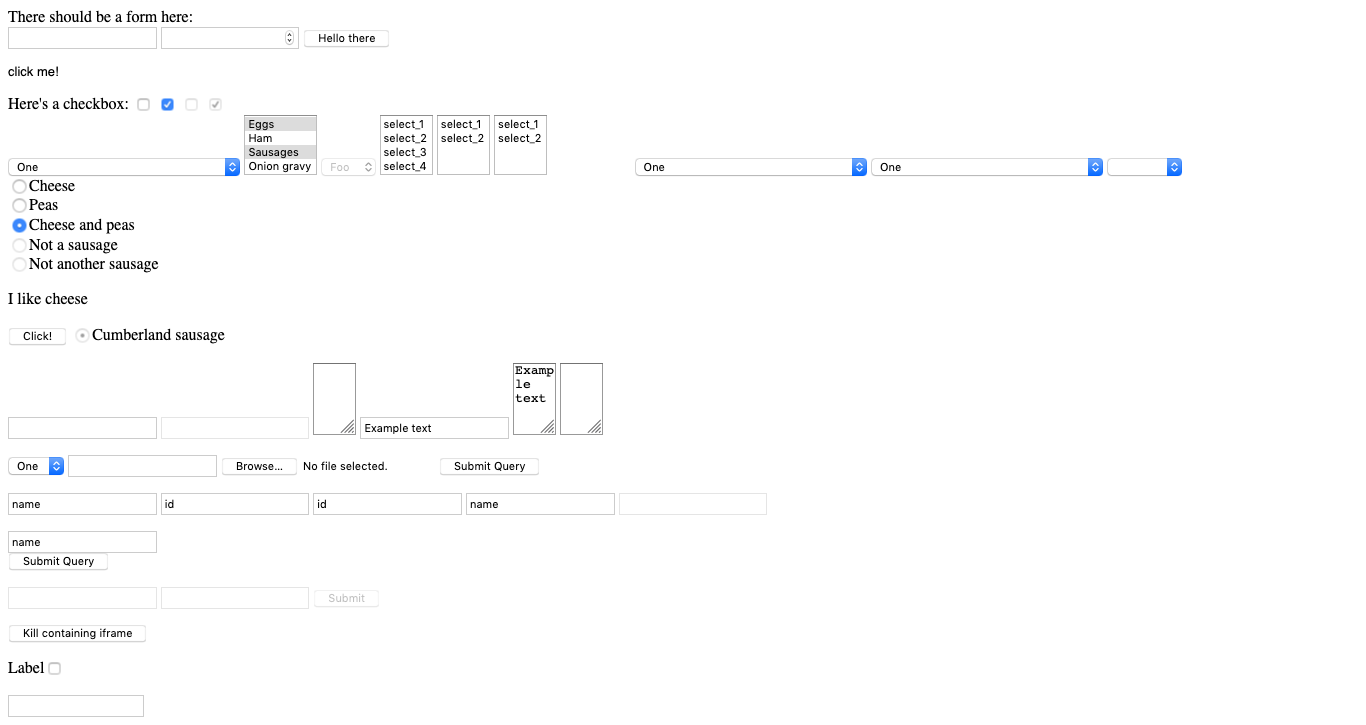 There should be a form here:
Hello there
click me!
Here's a checkbox:
One
Eggs
Ham
Sausages
Onion gravy
Foo
select_1
select_2
select_3
select_4
select_1
select_2
select_1
select_2
One
One
Cheese
Peas
Cheese and peas
Not a sausage
Not another sausage
I like cheese
Click! Cumberland sausage
Example text
Examp
le
text
One Browse... No file selected. Submit Query
name id id name
name
Submit Query
Submit
Kill containing iframe
Label